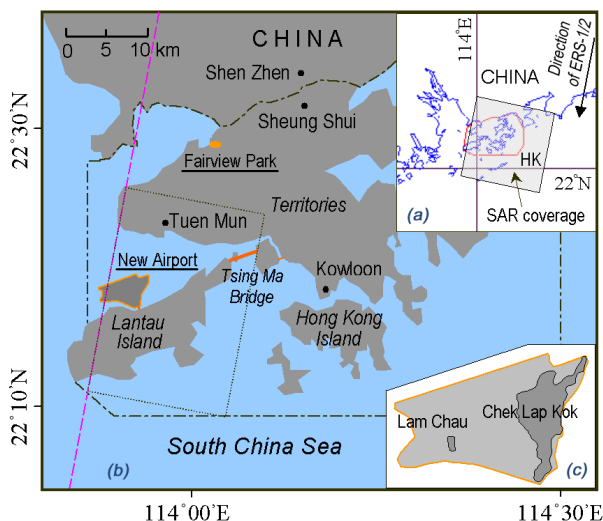 0 5 10 km
CHINA
Shen Zhen
Sheung Shui
Fairview Park
Territories
Tuen Mun
New Airport
Tsing Ma
Bridge
Kowloon
Lantau
Island
Hong Kong
Island
South China Sea
(b)
22°30'N
22°10'N
114°00'E
114°30'E
114°E
CHINA
Direction
of ERS-1/2
HK
22°N
(a)
SAR coverage
Lam Chau
Chek Lap Kok
(c)